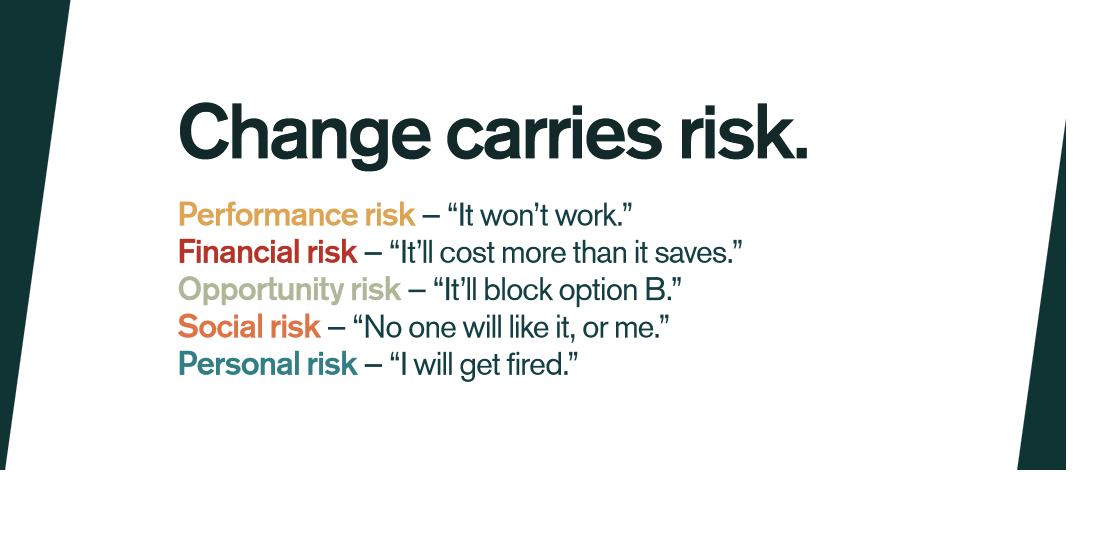 Change carries risk.
Performance risk – “It won’t work.”
Financial risk – “It’ll cost more than it saves.”
Opportunity risk – “It’ll block option B.”
Social risk – “No one will like it, or me.”
Personal risk – “I will get fired.”